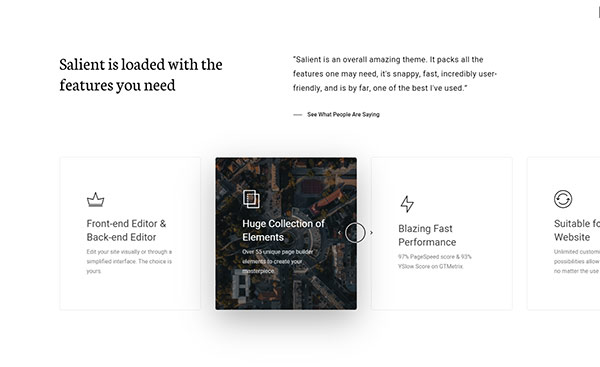 Salient is loaded with the
features you need
"Salient is an overall amazing theme. It packs all the
features one may need, it's snappy, fast, incredibly user-
friendly, and is by far, one of the best I've used."
See What People Are Saying
Front-end Editor &
Back-end Editor
Edit your site visually or through a
simplified interface. The choice is
yours.
Huge Collection of
Elements
Over 55 unique page builder
elements to create your
masterpiece.
Blazing Fast
Performance
97% PageSpeed score & 93%
YSlow Score on GTMetrix
Suitable fo
Website
Unlimited customi
possibilities allow
no matter the use